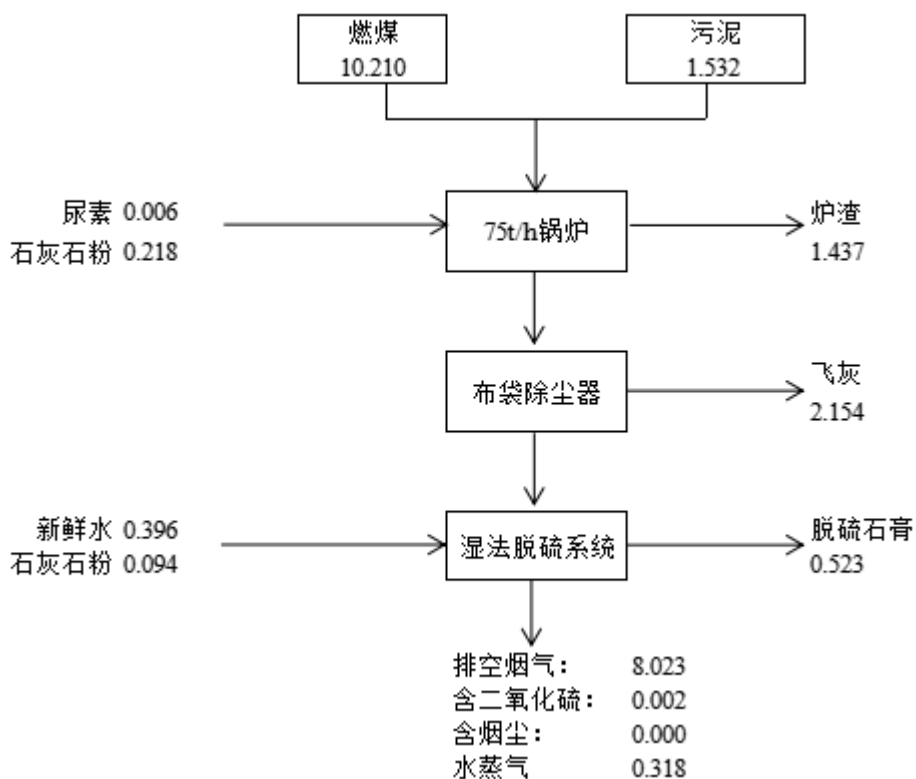 燃煤
10.210
污泥
1.532
尿素 0.006
石灰石粉 0.218
75t/h锅炉
炉渣
1.437
布袋除尘器
飞灰
2.154
新鲜水 0.396
石灰石粉 0.094
湿法脱硫系统
脱硫石膏
0.523
排空烟气： 8.023
含二氧化硫： 0.002
含烟尘： 0.000
水蒸气 0.318